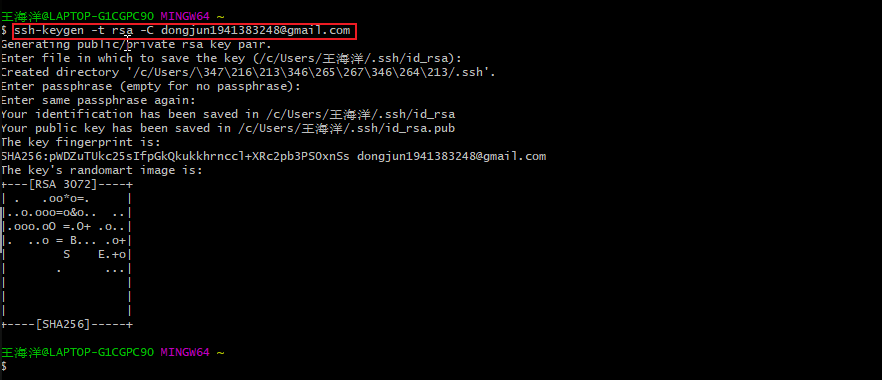 王海洋@LAPTOP-G1CGPC90 MINGW64 ~
$ ssh-keygen -t rsa -C dongjun1941383248@gmail.com
Generating public/private rsa key pair.
Enter file in which to save the key (/c/Users/王海洋/.ssh/id_rsa):
Created directory '/c/Users/\347\216\213\346\265\267\346\264\213/.ssh'.
Enter passphrase (empty for no passphrase):
Enter same passphrase again:
Your identification has been saved in /c/Users/王海洋/.ssh/id_rsa
Your public key has been saved in /c/Users/王海洋/.ssh/id_rsa.pub
The key fingerprint is:
SHA256:pWDZuTUkc25sIfpGkQkukkhrnccl+XRc2pb3PSOxnSs dongjun1941383248@gmail.com
The key's randomart image is:
+---[RSA 3072]----+
| .   .oo*o=.     |
|..o.ooo=o&o..  ..|
|.ooo.oO =.O+ .o..|
|.  ..o = B... .o+|
|        S    E.+o|
|       .      ...|
|                 |
|                 |
|                 |
+----[SHA256]-----+
王海洋@LAPTOP-G1CGPC90 MINGW64 ~
$